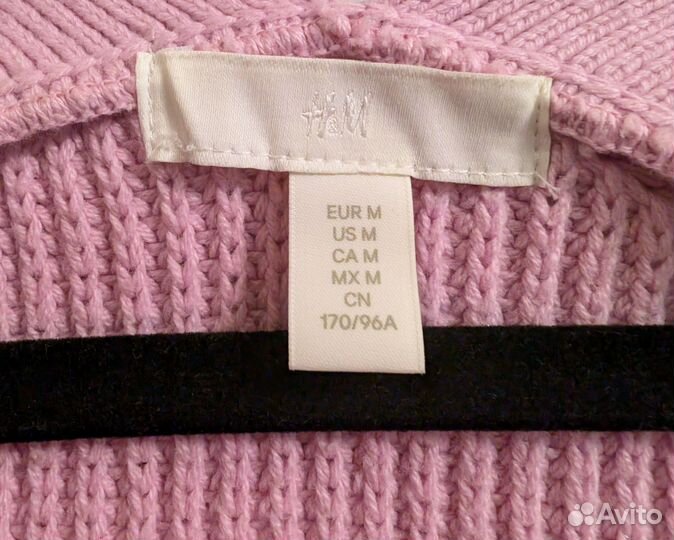 H&M
EUR M
US M
CA M
MX M
CN
170/96A
Avito